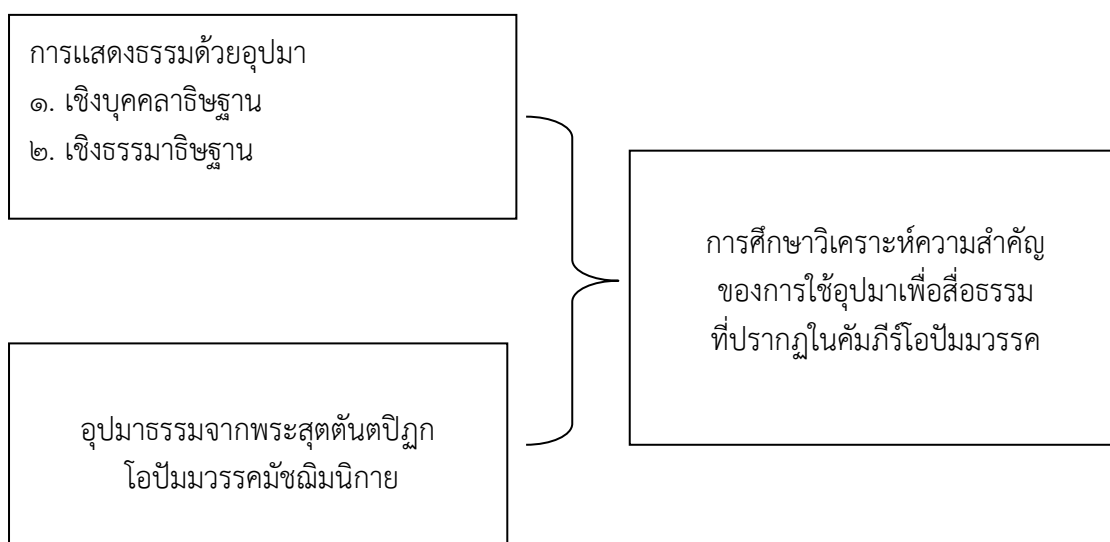 การแสดงธรรมด้วยอุปมา
๑. เชิงบุคคลาธิษฐาน
๒. เชิงธรรมาธิษฐาน
อุปมาธรรมจากพระสุตตันตปิฎก
โอปัมมวรรคมัชฌิมนิกาย
การศึกษาวิเคราะห์ความสำคัญ
ของการใช้อุปมาเพื่อสื่อธรรม
ที่ปรากฏในคัมภีร์โอปัมมวรรค